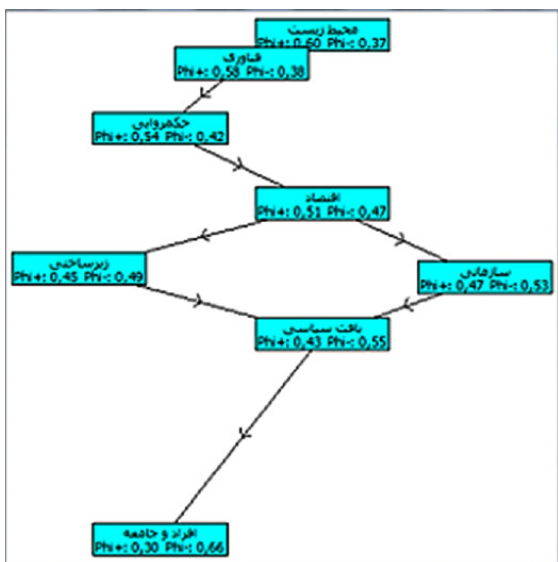 محیط زیست
Phi+: 0,60 Phi-: 0,37
فناوری
Phi+: 0,58 Phi-: 0,38
حکمروایی
Phi+: 0,54 Phi-: 0,42
اقتصاد
Phi+: 0,51 Phi-: 0,47
زیرساختی
Phi+: 0,45 Phi-: 0,49
سازمانی
Phi+: 0,47 Phi-: 0,53
بافت سیاسی
Phi+: 0,43 Phi-: 0,55
افراد و جامعه
Phi+: 0,30 Phi-: 0,66